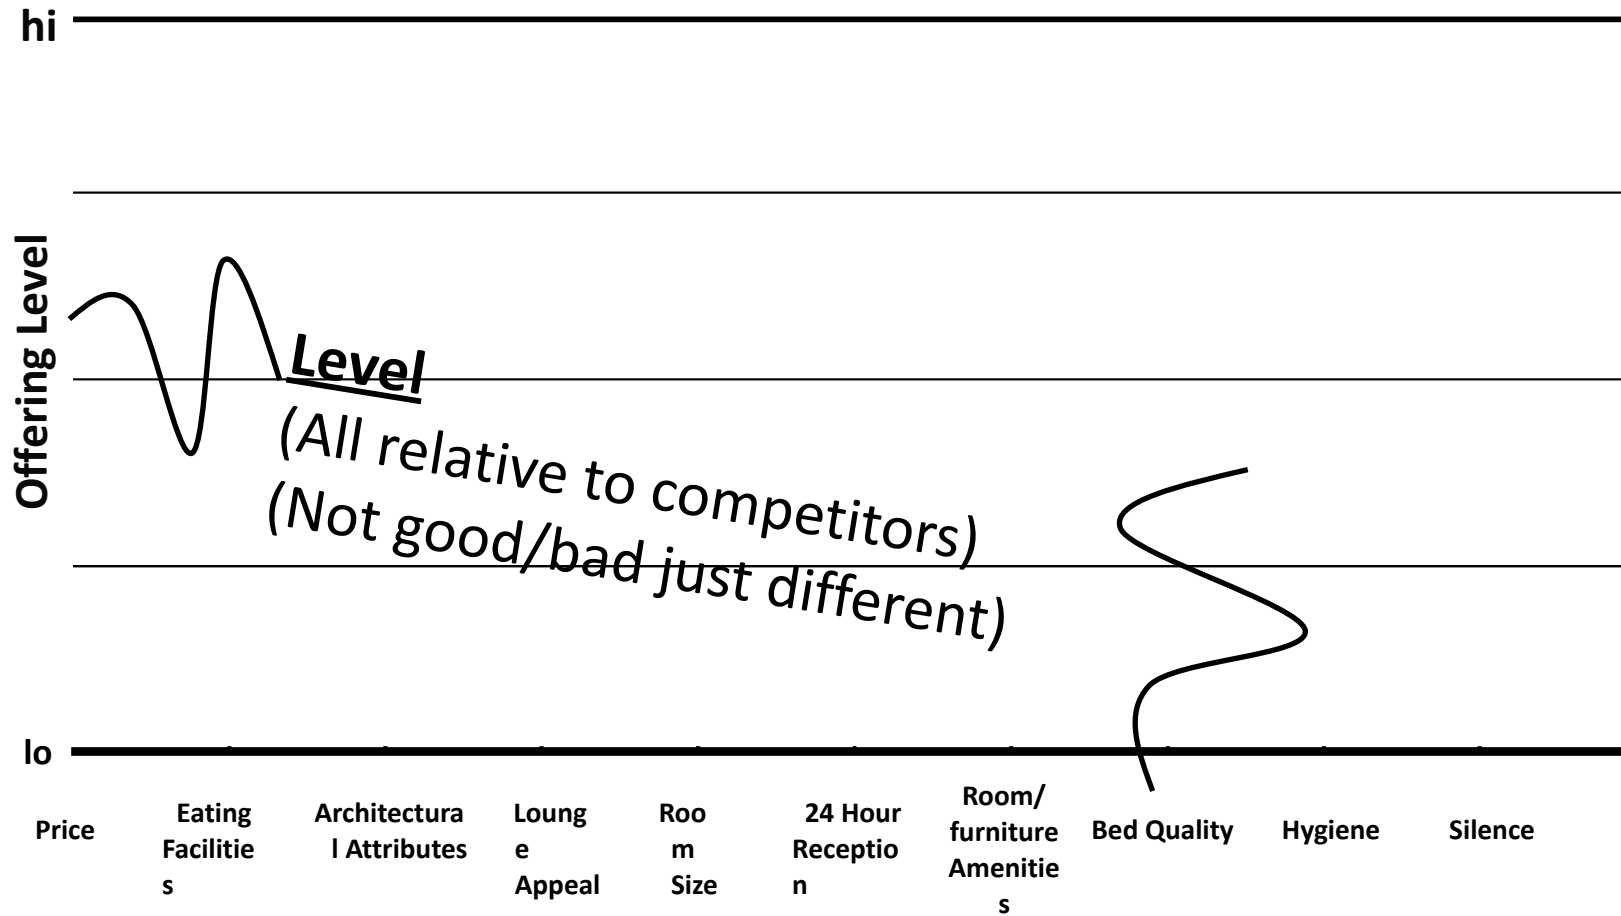 hi
Offering Level
Level
(All relative to competitors)
(Not good/bad just different)
lo
Price
Eating
Facilitie
s
Architectura
l Attributes
Loung
e
Appeal
Roo
m
Size
24 Hour
Receptio
n
Room/
furniture
Amenitie
s
Bed Quality
Hygiene
Silence